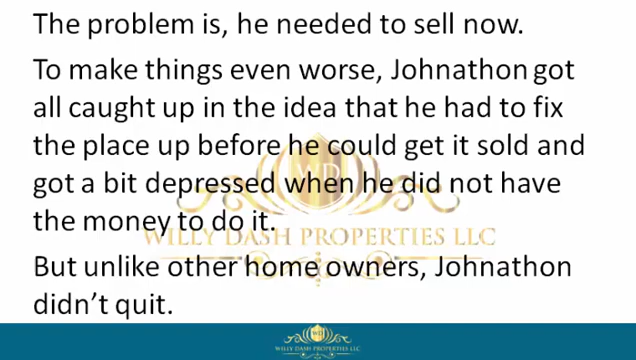 The problem is, he needed to sell now.
To make things even worse, Johnathon got
all caught up in the idea that he had to fix
the place up before he could get it sold and
got a bit depressed when he did not have
the money to do it.
WILLY DASH PROPERTIES LLC
But unlike other home owners, Johnathon
didn’t quit.
WILLY DASH PROPERTIES LLC